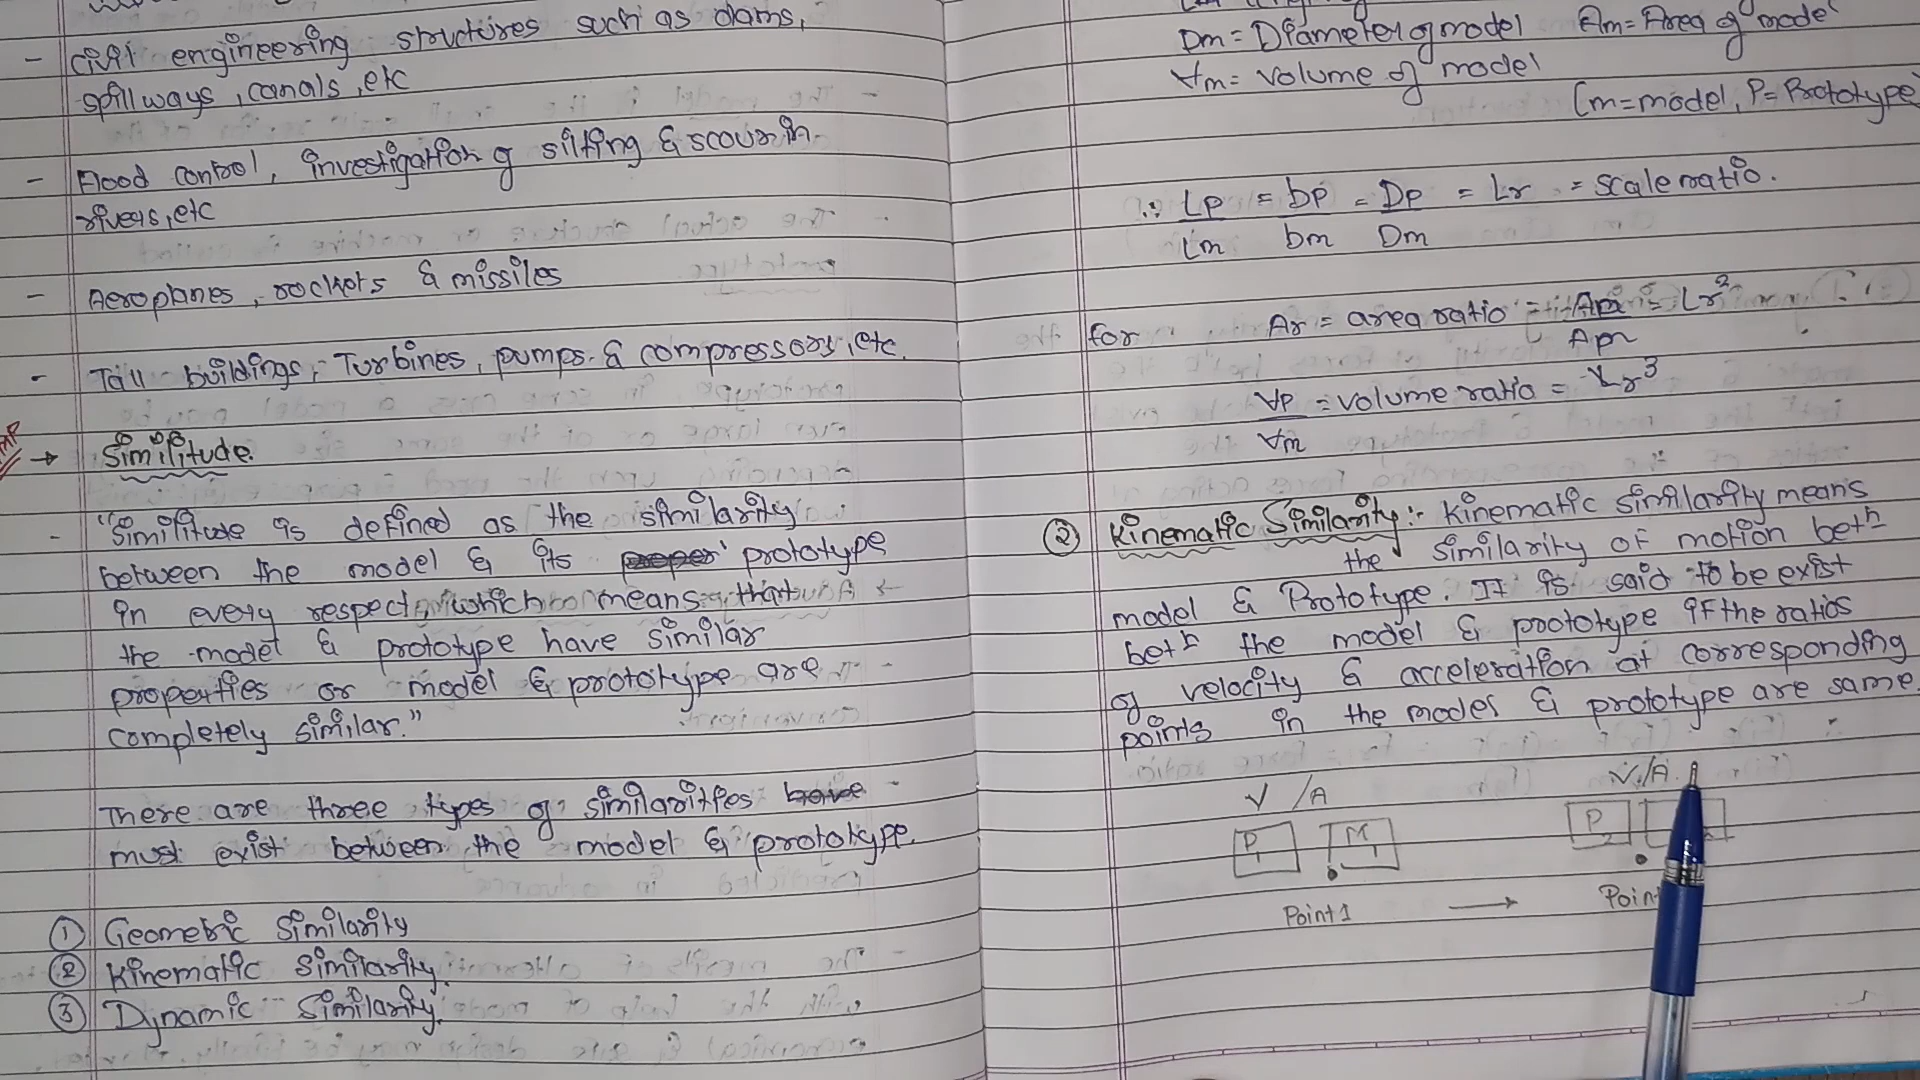 - Civil engineering structures such as dams,
spillways, canals, etc
- Flood control, investigation of silting & scourin
rivers, etc
- Aeroplanes, rockets & missiles
- Tall buildings, Turbines, pumps & compressors, etc.
IMP → Similitude.
- "Similitude is defined as the similarity
between the model & its prototype
in every respect, which means that
the model & prototype have similar
properties or model & prototype are
completely similar."
There are three types of similarities
must exist between the model & prototype.
① Geometric Similarity
② Kinematic Similarity.
③ Dynamic Similarity.
Dm = Diameter of model Am = Area of model
∀m = Volume of model
(m = model, P = Prototype)
∴ LP/Lm = bP/bm = DP/Dm = Lr = scale ratio.
for Ar = area ratio = = Lr²
∀P/∀m = volume ratio = Lr³
② Kinematic Similarity:- Kinematic similarity means
the similarity of motion betⁿ
model & Prototype. It is said to be exist
betⁿ the model & prototype if the ratios
of velocity & acceleration at corresponding
points in the model & prototype are same.
V /A V /A
P1 M1 P2
Point 1 → Poin